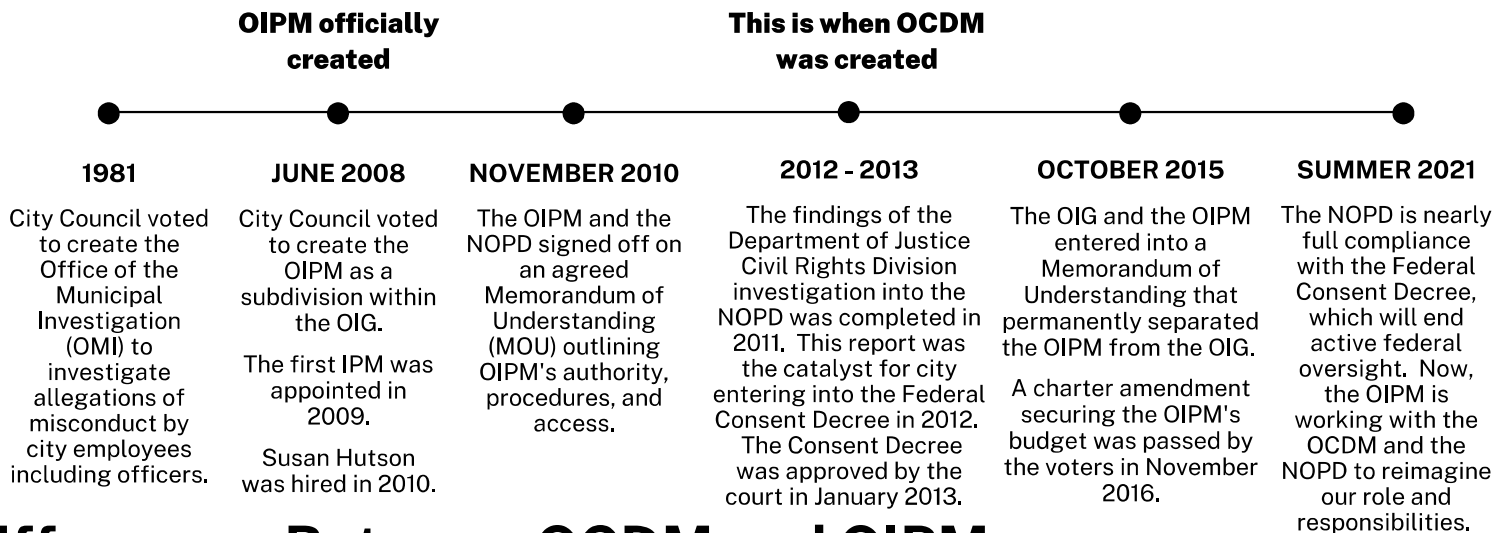 OIPM officially
created
This is when OCDM
was created
1981
City Council voted
to create the
Office of the
Municipal
Investigation
(OMI) to
investigate
allegations of
misconduct by
city employees
including officers.
JUNE 2008
City Council voted
to create the
OIPM as a
subdivision within
the OIG.
The first IPM was
appointed in
2009.
Susan Hutson
was hired in 2010.
NOVEMBER 2010
The OIPM and the
NOPD signed off on
an agreed
Memorandum of
Understanding
(MOU) outlining
OIPM's authority,
procedures, and
access.
2012 - 2013
The findings of the
Department of Justice
Civil Rights Division
investigation into the
NOPD was completed in
2011.  This report was
the catalyst for city
entering into the Federal
Consent Decree in 2012.
The Consent Decree
was approved by the
court in January 2013.
OCTOBER 2015
The OIG and the OIPM
entered into a
Memorandum of
Understanding that
permanently separated
the OIPM from the OIG.
A charter amendment
securing the OIPM's
budget was passed by
the voters in November
2016.
SUMMER 2021
The NOPD is nearly
full compliance
with the Federal
Consent Decree,
which will end
active federal
oversight.  Now,
the OIPM is
working with the
OCDM and the
NOPD to reimagine
our role and
responsibilities.